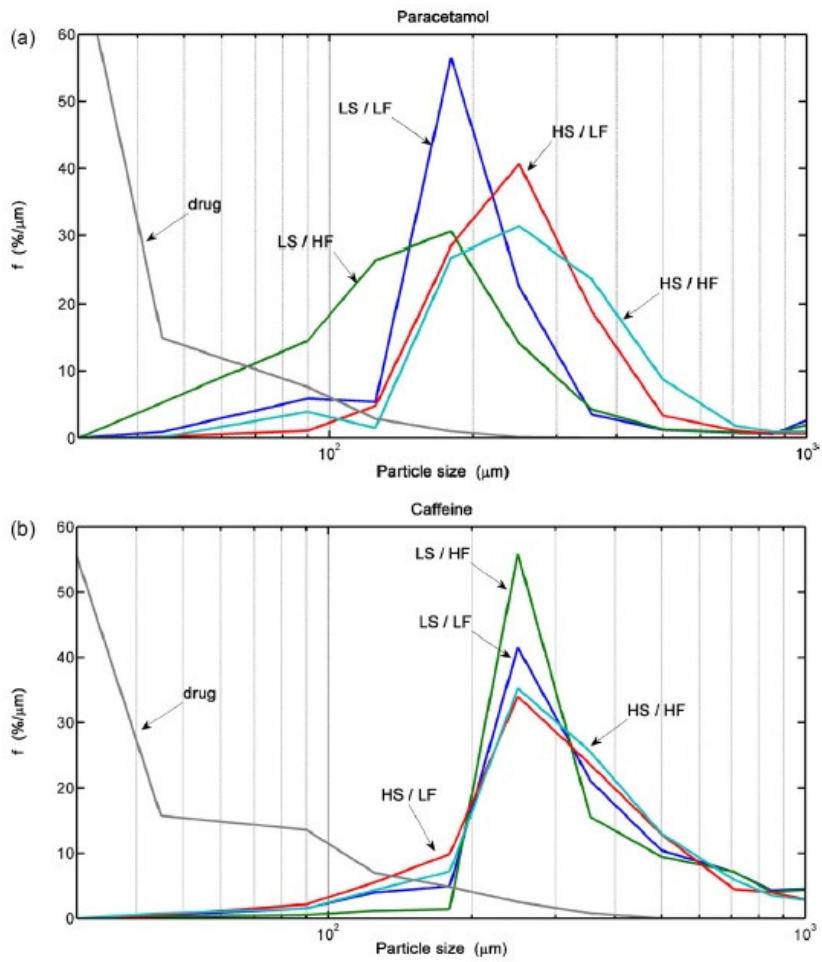 Paracetamol
(a)
60
50
40
30
20
10
0
f (%/μm)
LS / LF
HS / LF
drug
LS / HF
HS / HF
10²
10³
Particle size (μm)
Caffeine
(b)
60
50
40
30
20
10
0
f (%/μm)
LS / HF
LS / LF
drug
HS / HF
HS / LF
10²
10³
Particle size (μm)